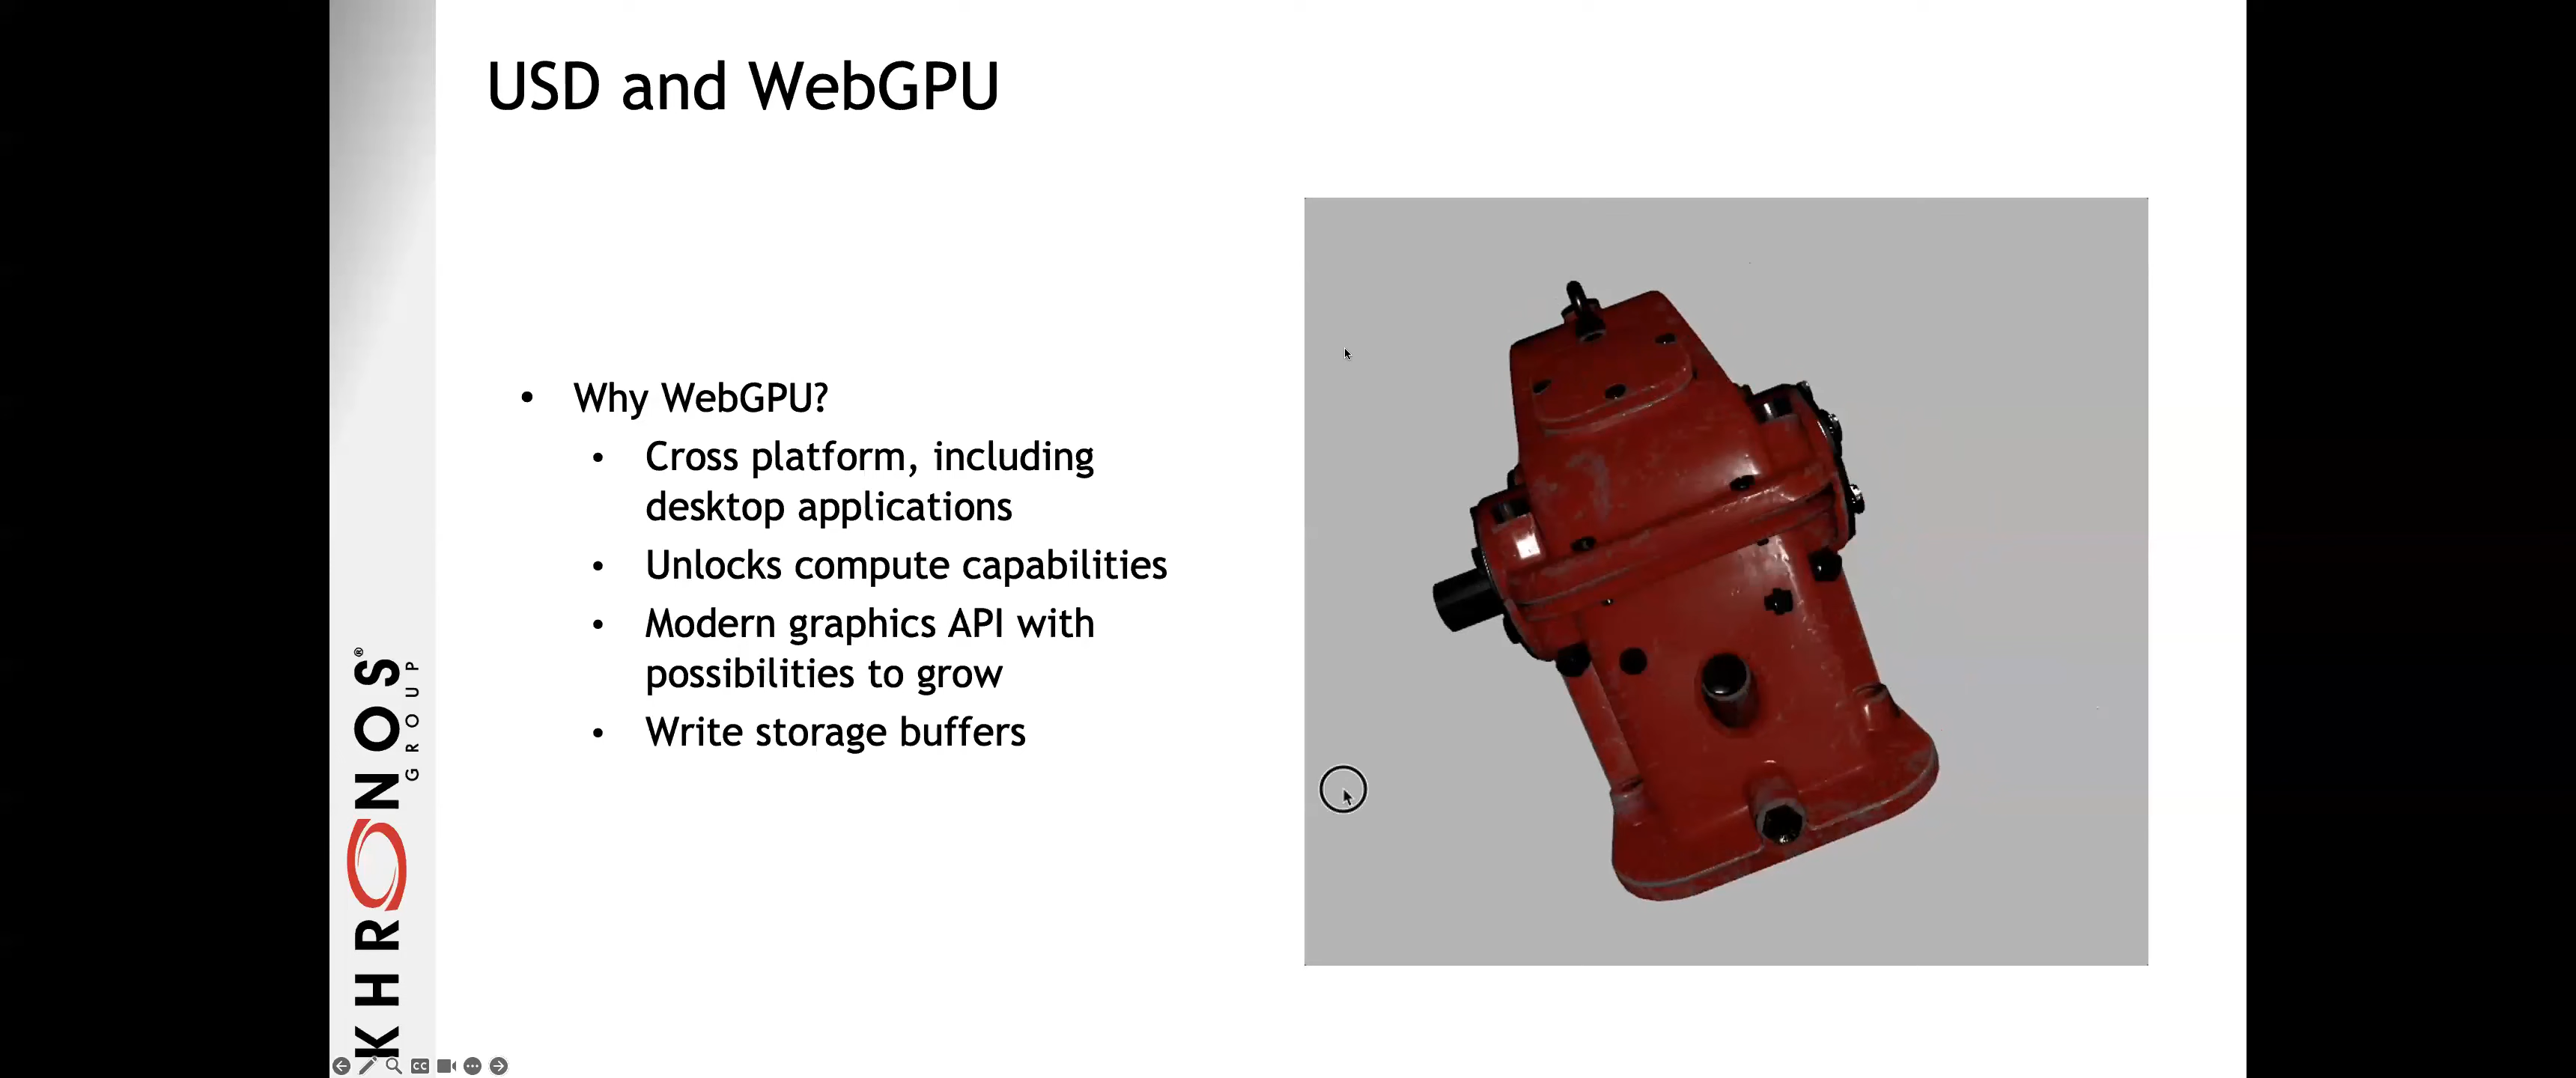 USD and WebGPU
• Why WebGPU?
• Cross platform, including
desktop applications
• Unlocks compute capabilities
• Modern graphics API with
possibilities to grow
• Write storage buffers
KHRONOS®
GROUP
CC